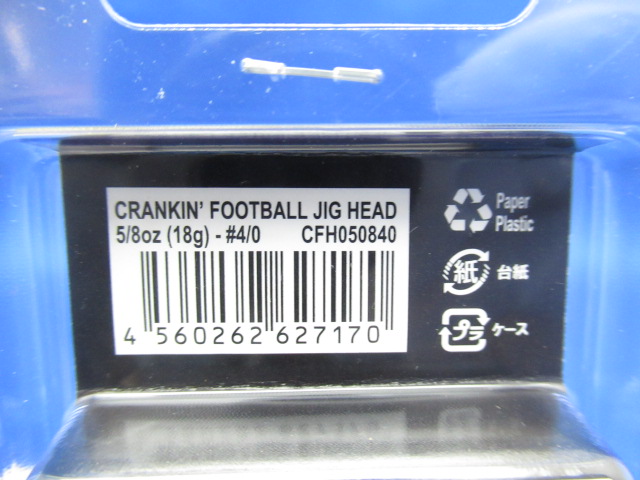 CRANKIN' FOOTBALL JIG HEAD
5/8oz (18g) - #4/0 CFH050840
4 560262 627170
Paper
Plastic
紙 台紙
プラ ケース